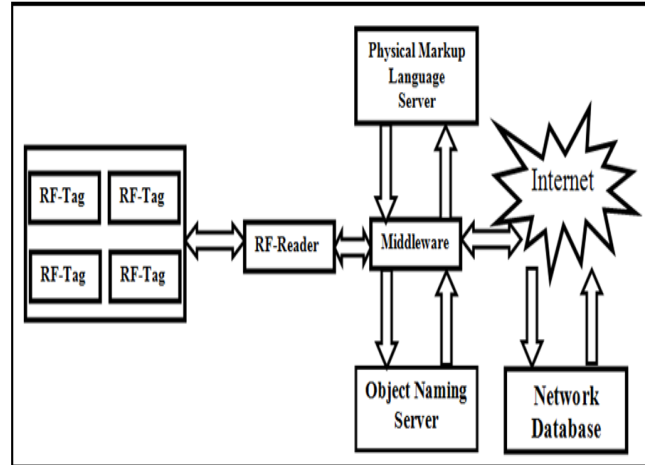 Physical Markup
Language
Server
RF-Tag
RF-Tag
Internet
RF-Reader
Middleware
RF-Tag
RF-Tag
Object Naming
Server
Network
Database